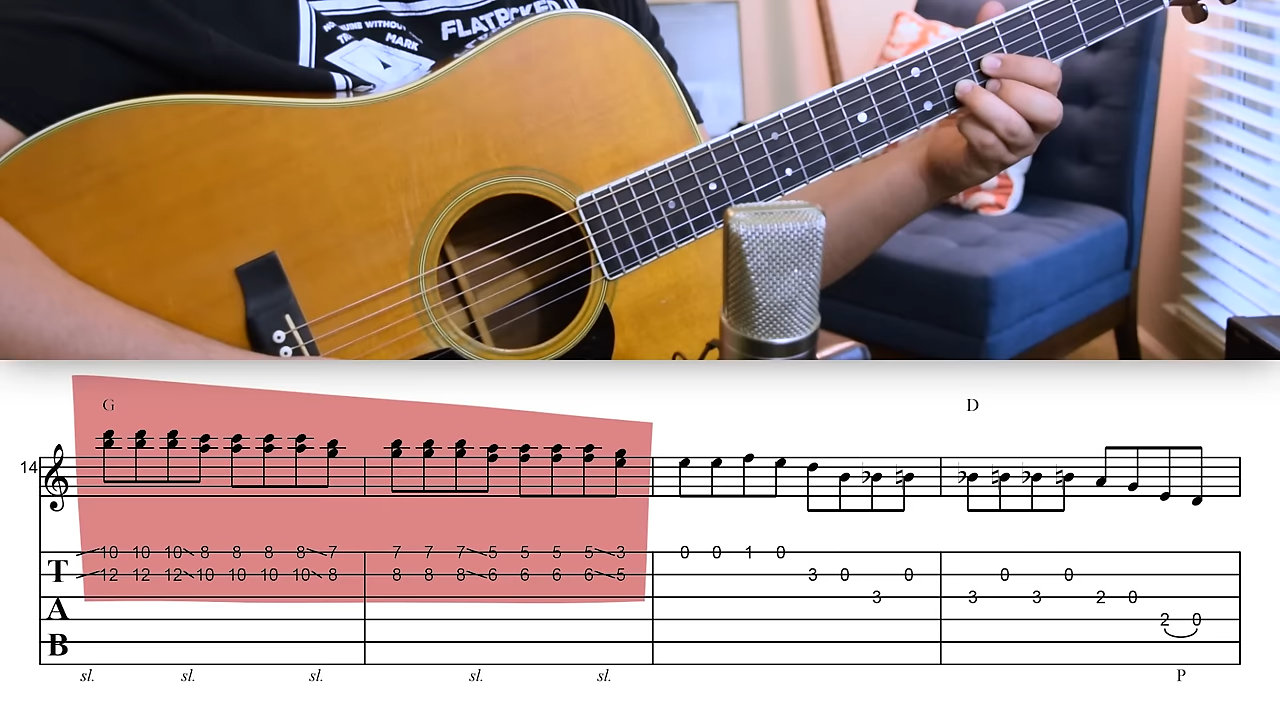 GENUINE WITHOUT
FLATPICKED
MARK
G D
14
10 10 10 8 8 8 8 7 7 7 7 5 5 5 5 3 0 0 1 0
T 12 12 12 10 10 10 10 8 8 8 8 6 6 6 6 5 3 0 0 0 0
A 3 3 3 2 0
2 0
B
sl. sl. sl. sl. sl. P